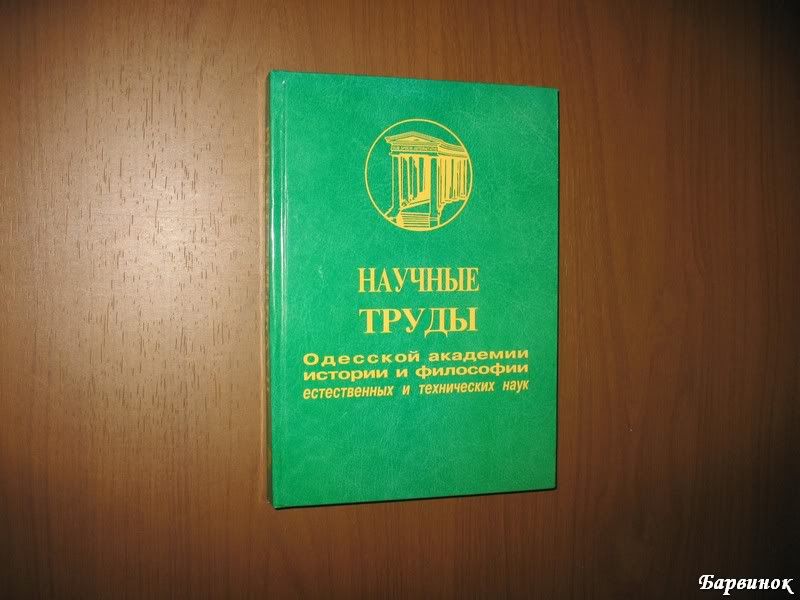 НАУЧНЫЕ
ТРУДЫ
Одесской академии
истории и философии
естественных и технических наук
Барвинок